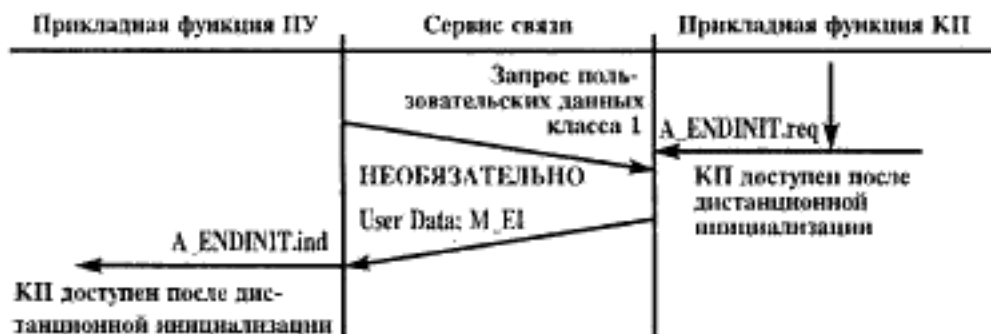 Прикладная функция ПУ
Сервис связи
Прикладная функция КП
Запрос поль-
зовательских данных
класса 1
A_ENDINIT.req
НЕОБЯЗАТЕЛЬНО
КП доступен после
дистанционной
инициализации
User Data: M_EI
A_ENDINIT.ind
КП доступен после дис-
танционной инициализации